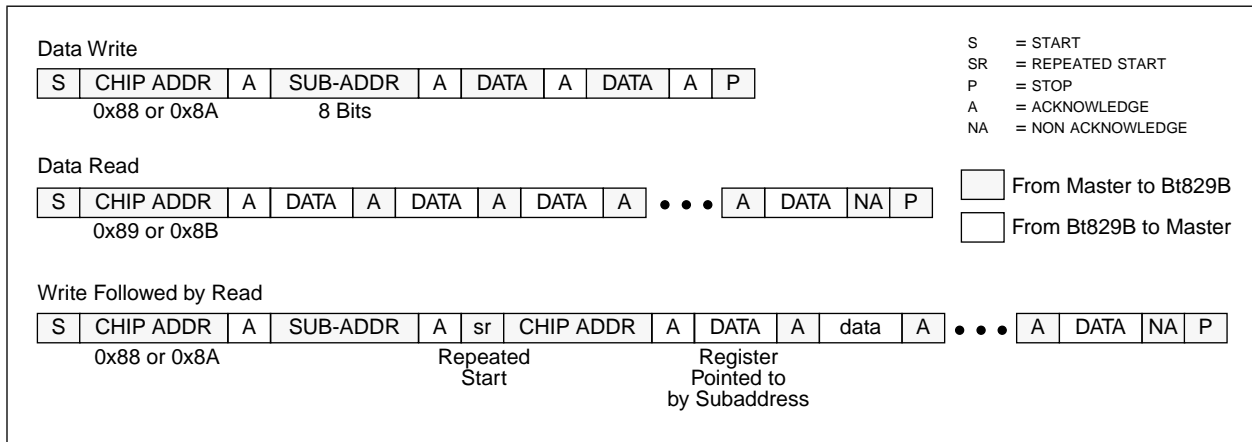 Data Write
S CHIP ADDR A SUB-ADDR A DATA A DATA A P
0x88 or 0x8A 8 Bits
S = START
SR = REPEATED START
P = STOP
A = ACKNOWLEDGE
NA = NON ACKNOWLEDGE
Data Read
S CHIP ADDR A DATA A DATA A DATA A • • • A DATA NA P
0x89 or 0x8B
From Master to Bt829B
From Bt829B to Master
Write Followed by Read
S CHIP ADDR A SUB-ADDR A sr CHIP ADDR A DATA A data A • • • A DATA NA P
0x88 or 0x8A
Repeated
Start
Register
Pointed to
by Subaddress